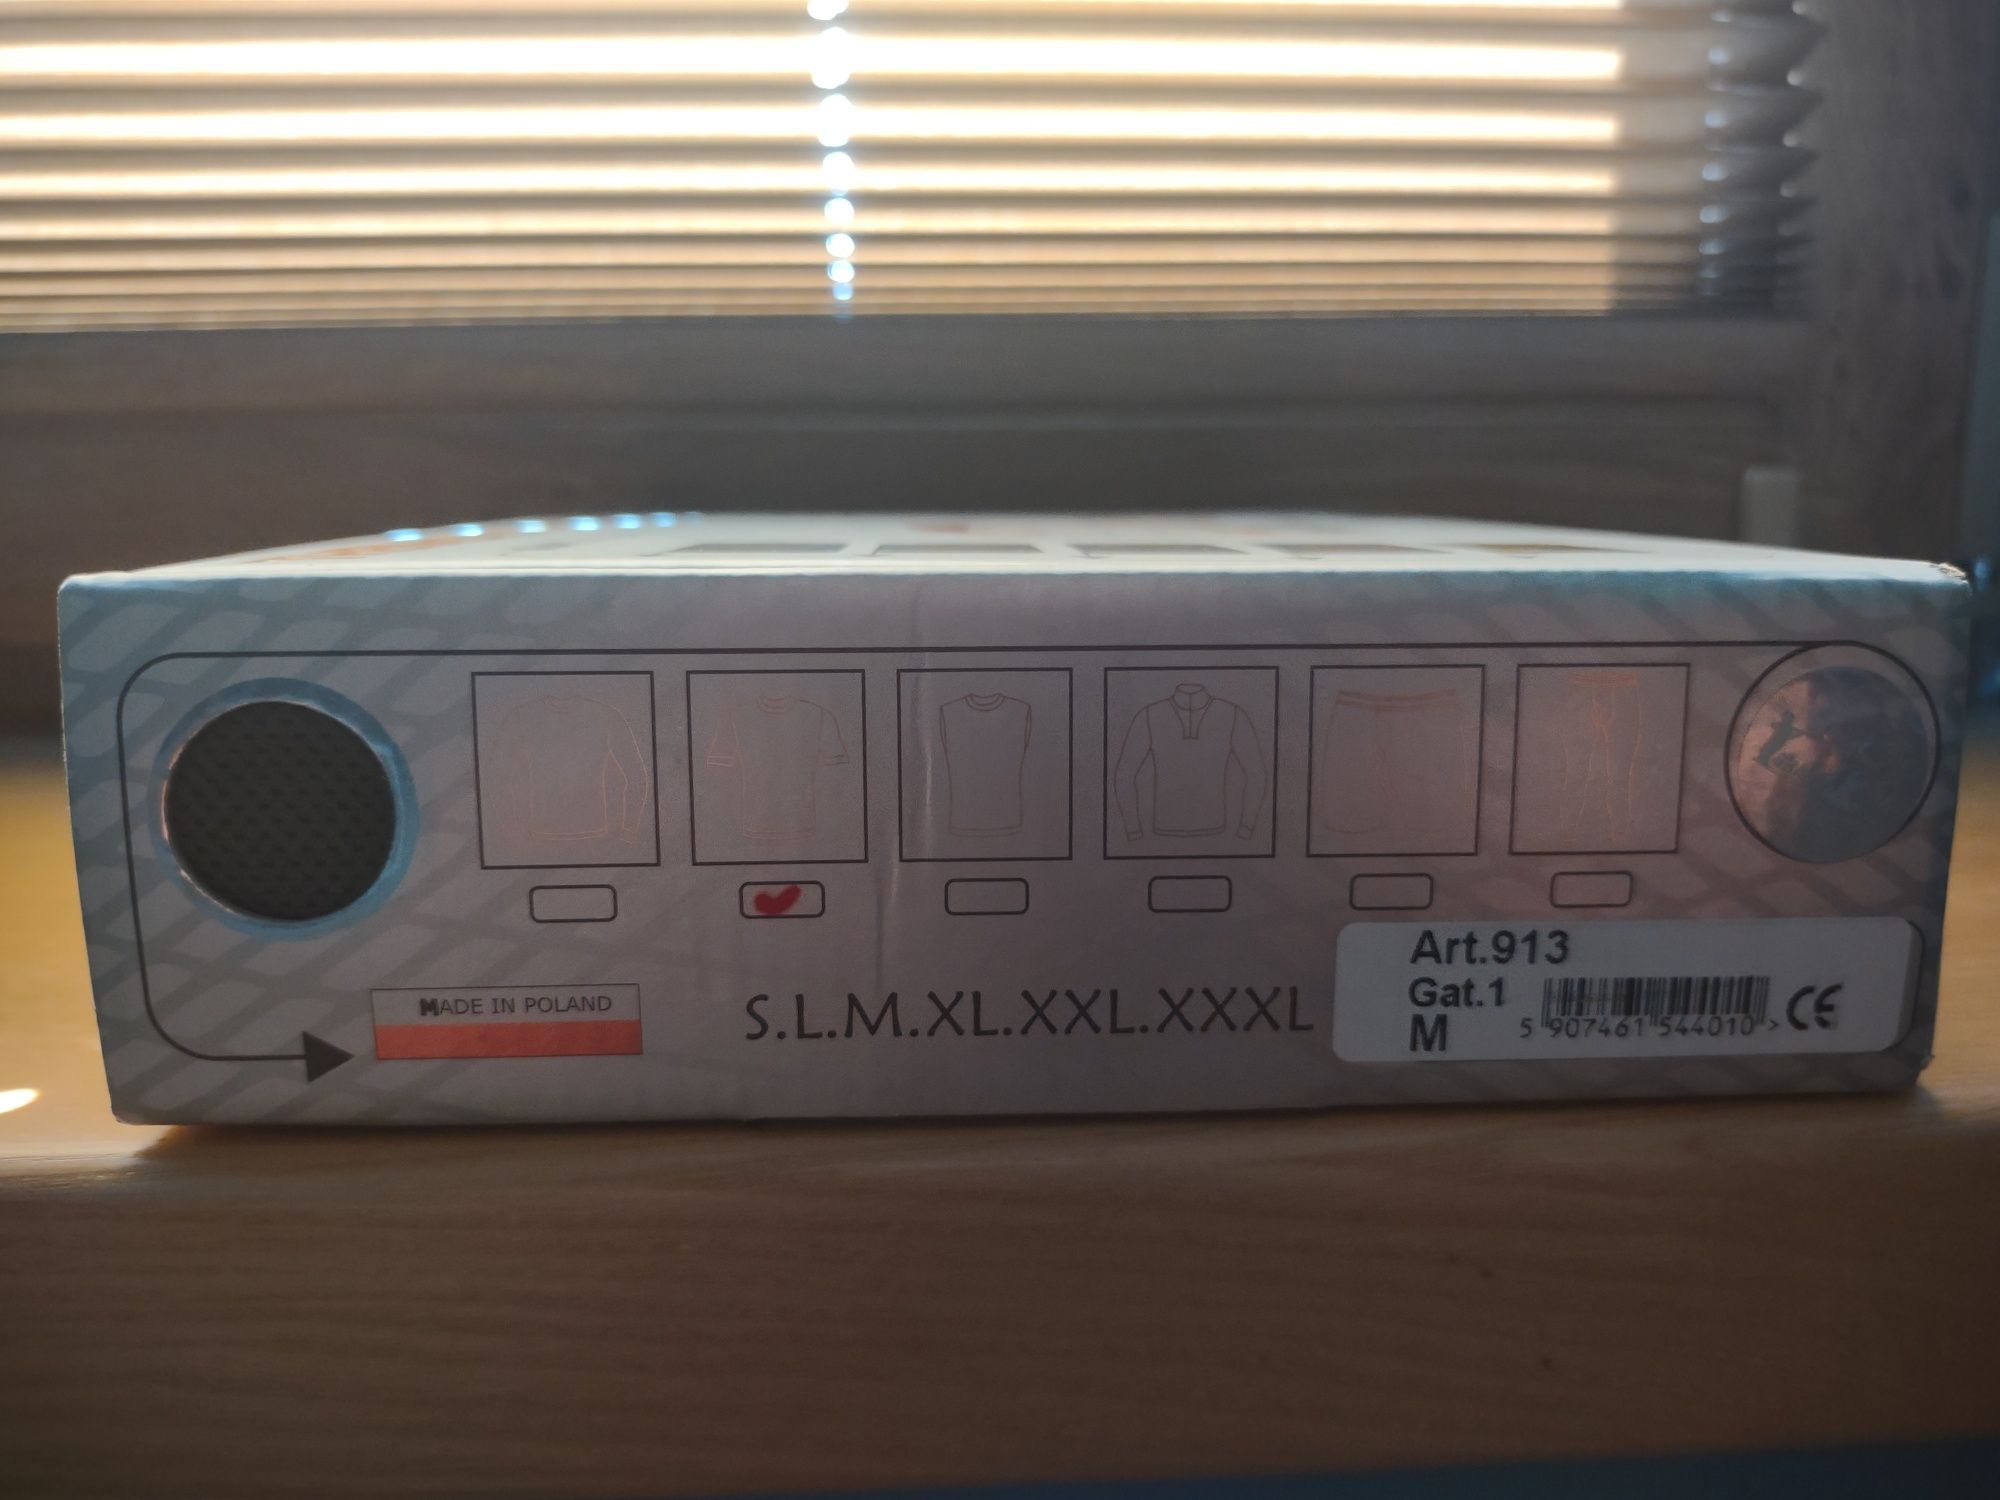 MADE IN POLAND
S.L.M.XL.XXL.XXXL
Art.913
Gat.1
M
5 907461 544010 >
CE